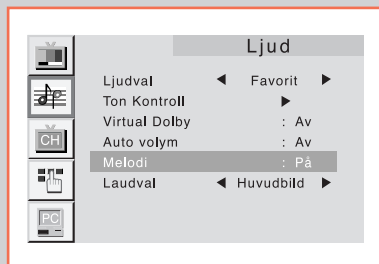 Ljud
Ljudval ◀ Favorit ▶
Ton Kontroll ▶
Virtual Dolby : Av
CH Auto volym : Av
Melodi : På
Laudval ◀ Huvudbild ▶
PC